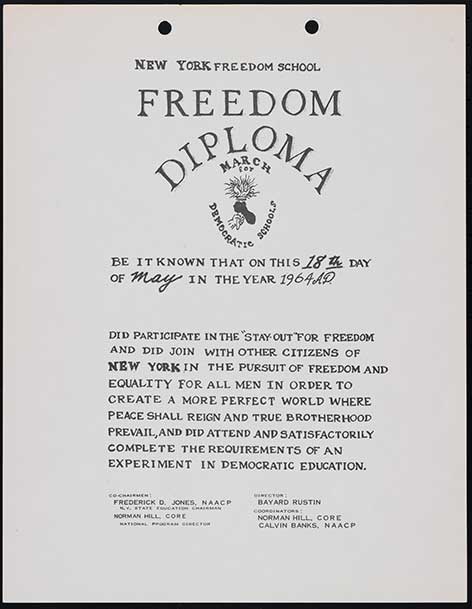 NEW YORK FREEDOM SCHOOL
FREEDOM
DIPLOMA
MARCH
FOR
DEMOCRATIC SCHOOLS
BE IT KNOWN THAT ON THIS 18th DAY
OF May IN THE YEAR 1964 A.D.
DID PARTICIPATE IN THE "STAY-OUT" FOR FREEDOM
AND DID JOIN WITH OTHER CITIZENS OF
NEW YORK IN THE PURSUIT OF FREEDOM AND
EQUALITY FOR ALL MEN IN ORDER TO
CREATE A MORE PERFECT WORLD WHERE
PEACE SHALL REIGN AND TRUE BROTHERHOOD
PREVAIL, AND DID ATTEND AND SATISFACTORILY
COMPLETE THE REQUIREMENTS OF AN
EXPERIMENT IN DEMOCRATIC EDUCATION.
CO-CHAIRMEN:
FREDERICK D. JONES, NAACP
N.Y. STATE EDUCATION CHAIRMAN
NORMAN HILL, CORE
NATIONAL PROGRAM DIRECTOR
DIRECTOR:
BAYARD RUSTIN
COORDINATORS:
NORMAN HILL, CORE
CALVIN BANKS, NAACP